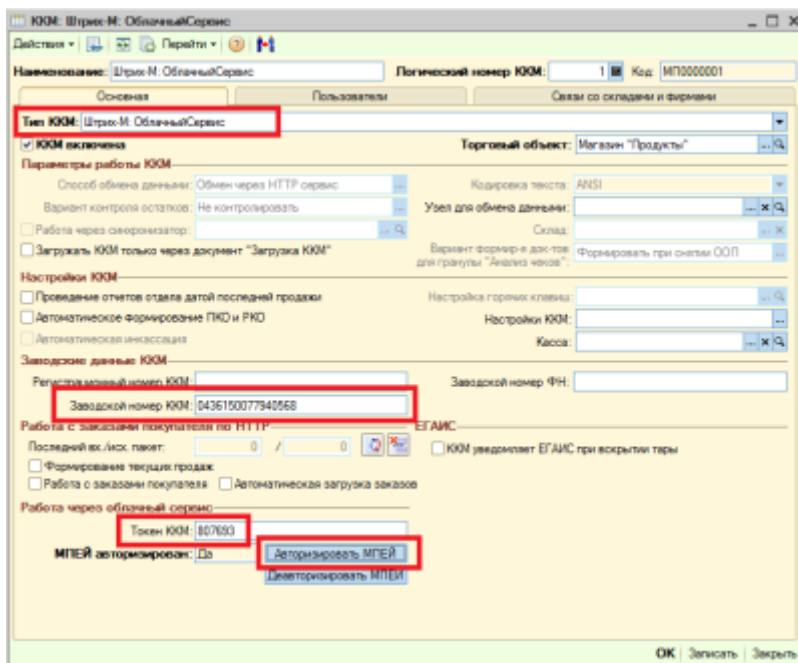 ККМ: Штрих-М: ОблачныйСервис
Действия Перейти
Наименование: Штрих-М: ОблачныйСервис Логический номер ККМ: 1 Код: МП0000001
Основная Пользователи Связи со складами и фирмами
Тип ККМ: Штрих-М: ОблачныйСервис
ККМ включена Торговый объект: Магазин "Продукты"
Параметры работы ККМ
Способ обмена данными: Обмен через HTTP сервис Кодировка текста: ANSI
Вариант контроля остатков: Не контролировать Узел для обмена данными:
Работа через синхронизатор: Склад:
Загружать ККМ только через документ "Загрузка ККМ" Вариант формир-я док-тов
для гранулы "Анализ чеков": Формировать при снятии ООП
Настройки ККМ
Проведение отчетов отдела датой последней продажи Настройка горячих клавиш:
Автоматическое формирование ПКО и РКО Настройки ККМ:
Автоматическая инкассация Касса:
Заводские данные ККМ
Регистрационный номер ККМ: Заводской номер ФН:
Заводской номер ККМ: 0436150077940568
Работа с заказами покупателя по HTTP ЕГАИС
Последний вх./исх. пакет: 0 / 0 ККМ уведомляет ЕГАИС при вскрытии тары
Формирование текущих продаж
Работа с заказами покупателя Автоматическая загрузка заказов
Работа через облачный сервис
Токен ККМ: 807693
МПЕЙ авторизирован: Да Авторизировать МПЕЙ
Деавторизировать МПЕЙ
OK Записать Закрыть